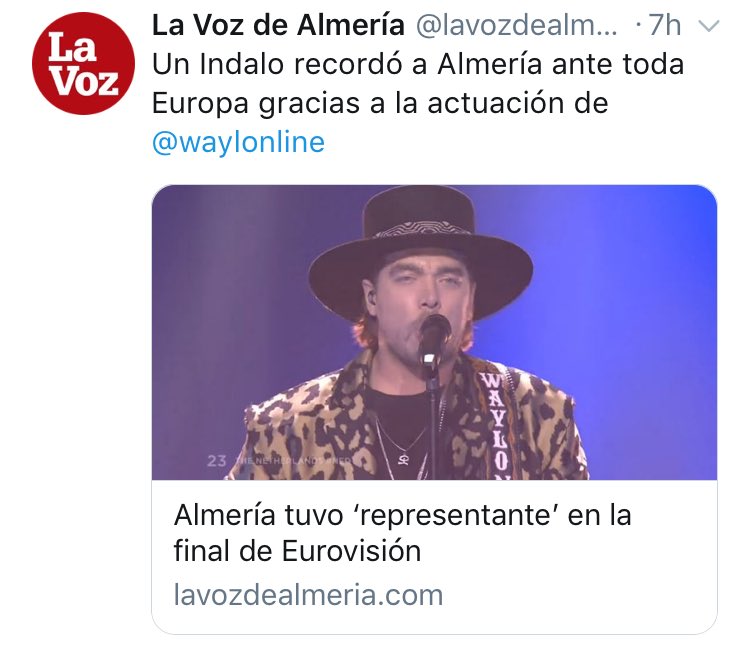 La Voz
La Voz de Almería @lavozdealm... · 7h
Un Indalo recordó a Almería ante toda
Europa gracias a la actuación de
@waylonline
WAYLON
23 THE NETHERLANDS
Almería tuvo ‘representante’ en la
final de Eurovisión
lavozdealmeria.com